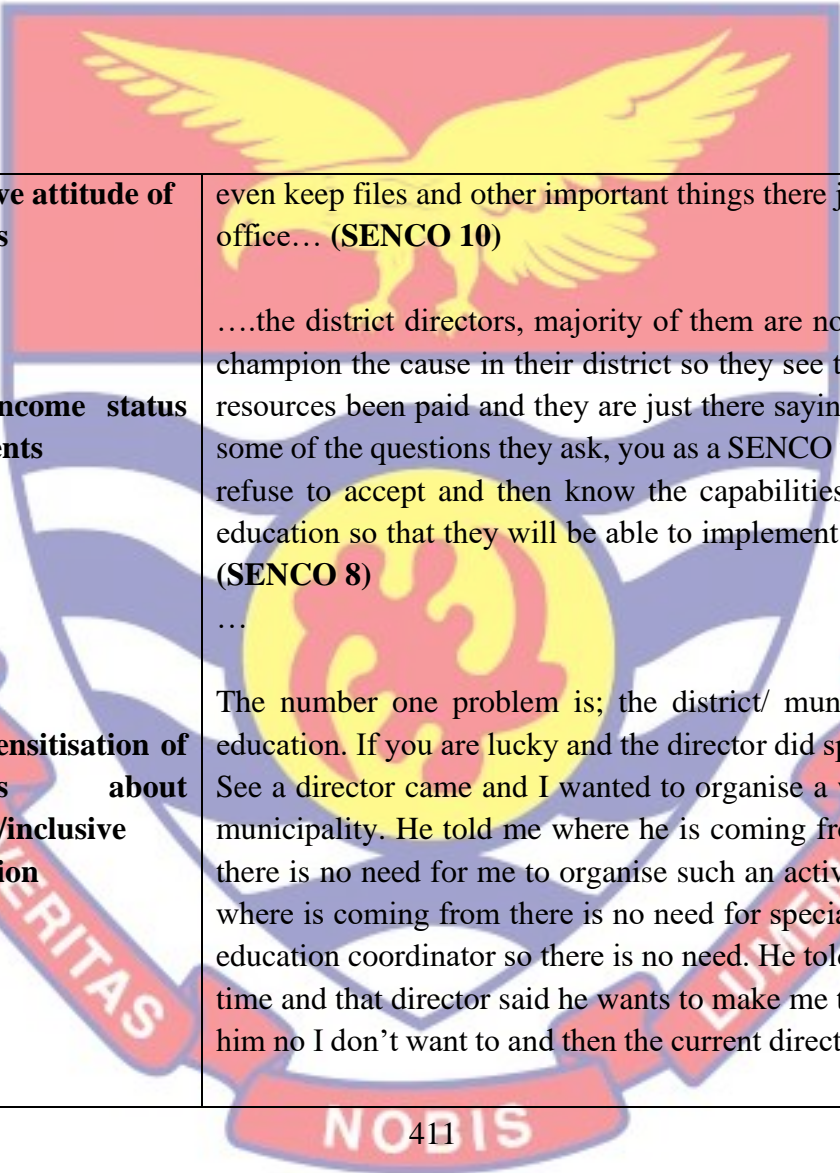 ve attitude of
s
ncome status
nts
ensitisation of
s about
/inclusive
ion
even keep files and other important things there j
office… (SENCO 10)
….the district directors, majority of them are no
champion the cause in their district so they see t
resources been paid and they are just there sayin
some of the questions they ask, you as a SENCO
refuse to accept and then know the capabilities
education so that they will be able to implement
(SENCO 8)
…
The number one problem is; the district/ mun
education. If you are lucky and the director did sp
See a director came and I wanted to organise a
municipality. He told me where he is coming fr
there is no need for me to organise such an activ
where is coming from there is no need for specia
education coordinator so there is no need. He told
time and that director said he wants to make me t
him no I don't want to and then the current direct
VERITAS
NOBIS
LUMEN
411